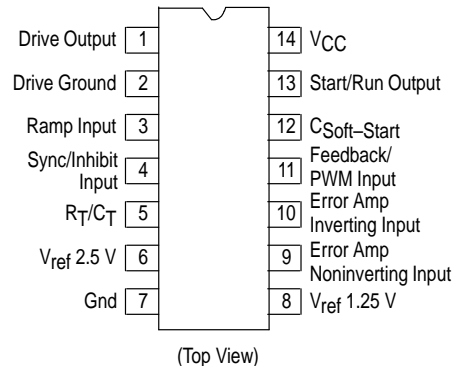 Drive Output 1
Drive Ground 2
Ramp Input 3
Sync/Inhibit
Input 4
RT/CT 5
Vref 2.5 V 6
Gnd 7
14 VCC
13 Start/Run Output
12 CSoft–Start
11 Feedback/
PWM Input
10 Error Amp
Inverting Input
9 Error Amp
Noninverting Input
8 Vref 1.25 V
(Top View)